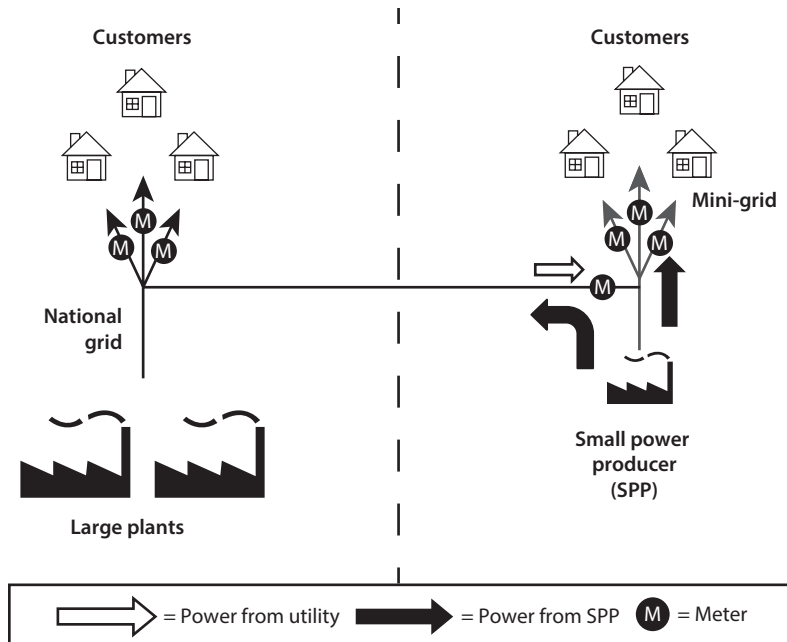 Customers
Customers
M
M
M
M
M
M
Mini-grid
M
National
grid
Small power
producer
(SPP)
Large plants
= Power from utility
= Power from SPP
M = Meter